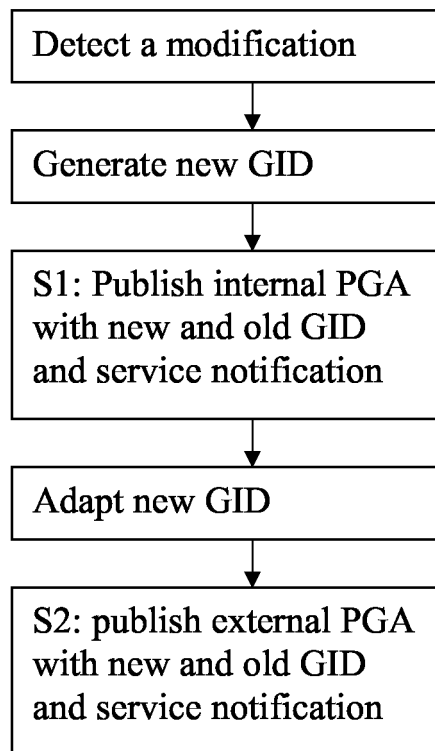 Detect a modification
Generate new GID
S1: Publish internal PGA
with new and old GID
and service notification
Adapt new GID
S2: publish external PGA
with new and old GID
and service notification